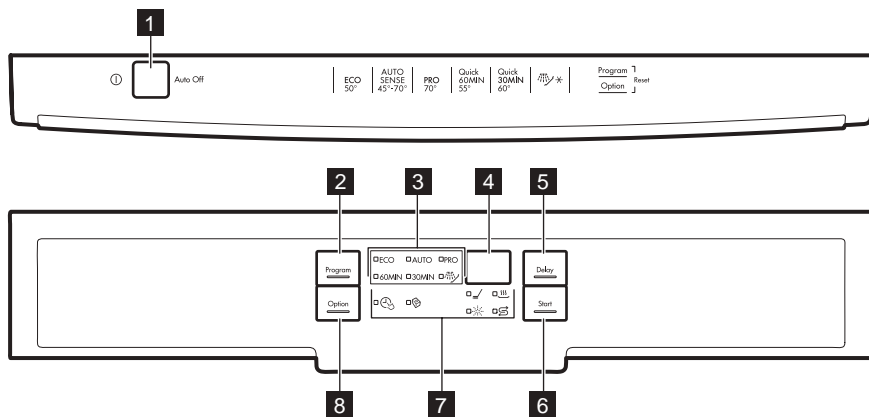 1
Auto Off
ECO 50°
AUTO SENSE 45°-70°
PRO 70°
Quick 60MIN 55°
Quick 30MIN 60°
Program
Option
Reset
2
3
4
5
Program
ECO AUTO PRO
60MIN 30MIN
Delay
Option
Start
8
7
6